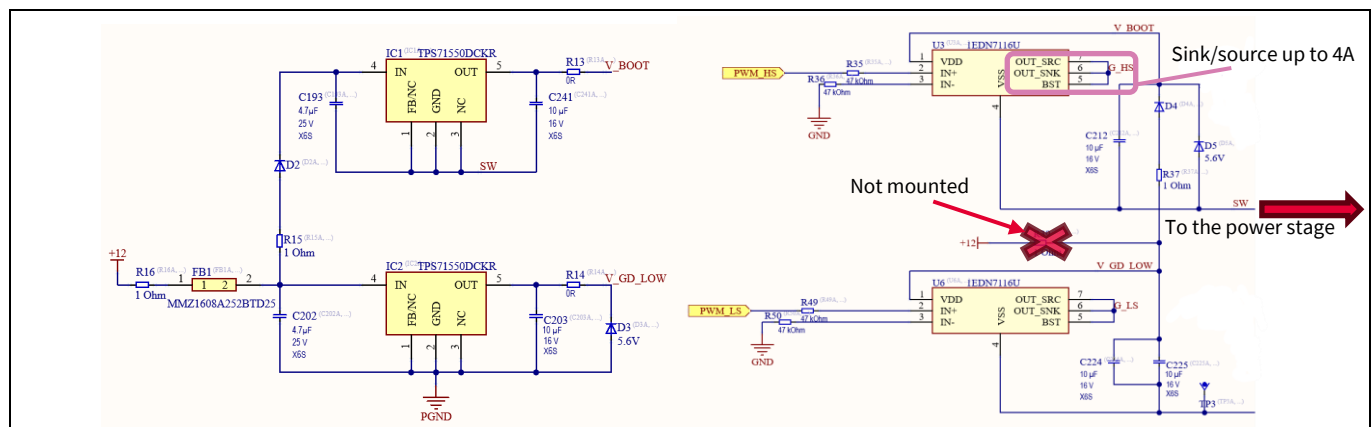 IC1 TPS71550DCKR
4 IN OUT 5
FB/NC GND NC
1 2 3
R13
0R
V_BOOT
C193
4.7µF
25 V
X6S
C241
10 µF
16 V
X6S
SW
D2
R15
1 Ohm
+12
R16
1 Ohm
FB1
1 1 2 2
MMZ1608A252BTD25
IC2 TPS71550DCKR
4 IN OUT 5
FB/NC GND NC
1 2 3
R14
0R
V_GD_LOW
C202
4.7µF
25 V
X6S
C203
10 µF
16 V
X6S
D3
5.6V
PGND
V_BOOT
U3 1EDN7116U
1 VDD OUT_SRC 7
2 IN+ OUT_SNK 6
3 IN- BST 5
VSS
4
G_HS
Sink/source up to 4A
PWM_HS
R35
47 kOhm
R36
47 kOhm
GND
C212
10 µF
16 V
X6S
D4
D5
5.6V
R37
1 Ohm
SW
Not mounted
+12
To the power stage
V_GD_LOW
U6 1EDN7116U
1 VDD OUT_SRC 7
2 IN+ OUT_SNK 6
3 IN- BST 5
VSS
4
G_LS
PWM_LS
R49
47 kOhm
R50
47 kOhm
GND
C224
10 µF
16 V
X6S
C225
10 µF
16 V
X6S
TP3